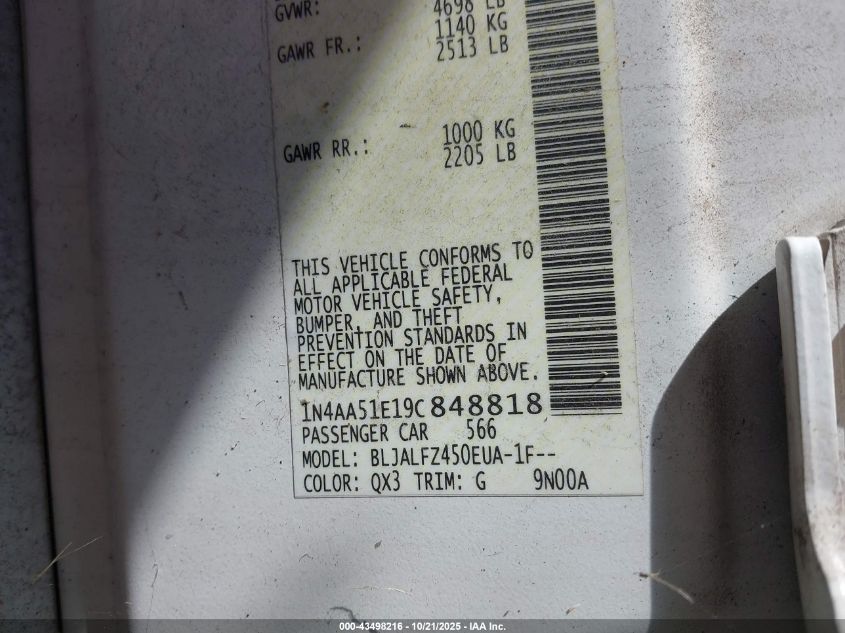 GVWR: 4698 LB
1140 KG
GAWR FR.: 2513 LB
1000 KG
GAWR RR.: 2205 LB
THIS VEHICLE CONFORMS TO
ALL APPLICABLE FEDERAL
MOTOR VEHICLE SAFETY,
BUMPER, AND THEFT
PREVENTION STANDARDS IN
EFFECT ON THE DATE OF
MANUFACTURE SHOWN ABOVE.
1N4AA51E19C848818
PASSENGER CAR 566
MODEL: BLJALFZ450EUA-1F--
COLOR: QX3 TRIM: G 9N00A
000-43498216 - 10/21/2025 - IAA Inc.